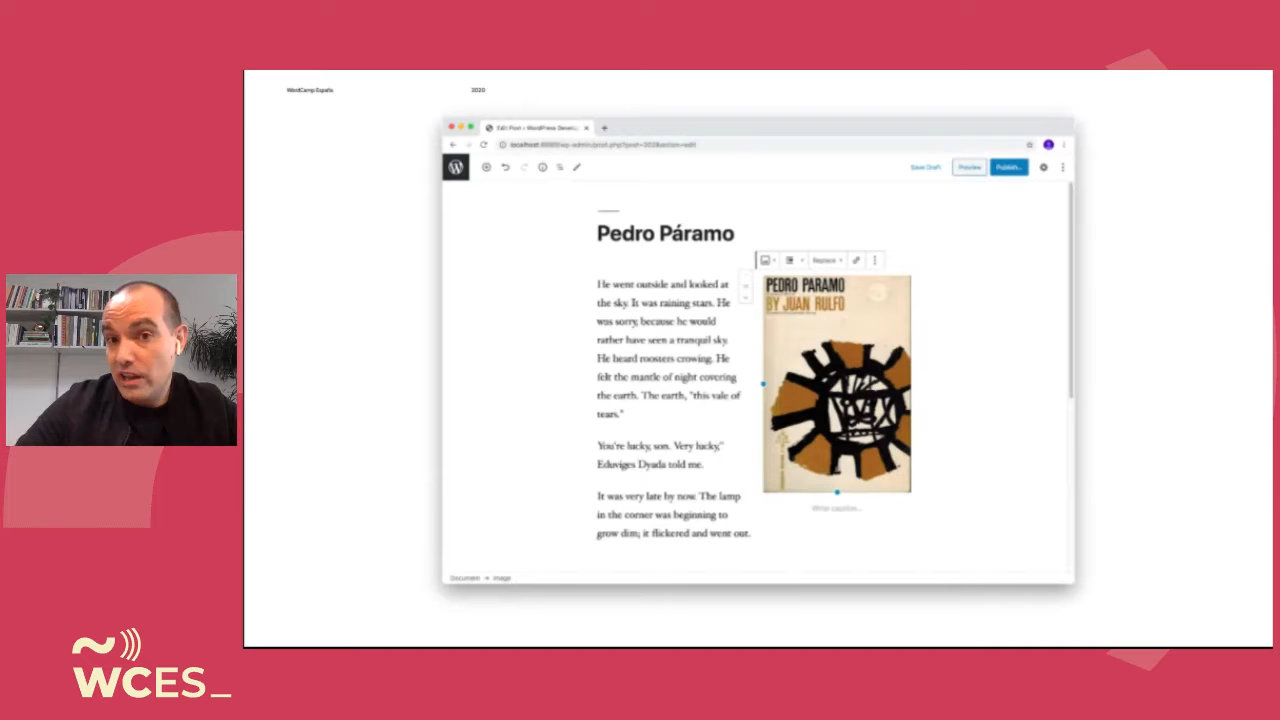 WordCamp España
2020
Edit Post ‹ WordPress Develo
Save Draft
Preview
Publish...
Pedro Páramo
Replace
He went outside and looked at
the sky. It was raining stars. He
was sorry, because he would
rather have seen a tranquil sky.
He heard roosters crowing. He
felt the mantle of night covering
the earth. The earth, "this vale of
tears."
You're lucky, son. Very lucky,"
Eduviges Dyada told me.
It was very late by now. The lamp
in the corner was beginning to
grow dim; it flickered and went out.
PEDRO PARAMO
BY JUAN RULFO
Write caption...
Document → Image
WCES_